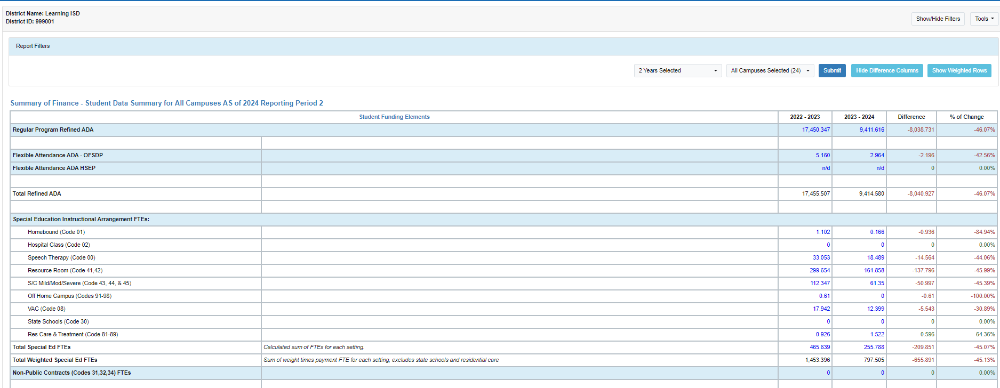 District Name: Learning ISD
District ID: 999001
Show/Hide Filters Tools
Report Filters
2 Years Selected All Campuses Selected (24) Submit Hide Difference Columns Show Weighted Rows
Summary of Finance - Student Data Summary for All Campuses AS of 2024 Reporting Period 2
Student Funding Elements 2022 - 2023 2023 - 2024 Difference % of Change
Regular Program Refined ADA 17,450.347 9,411.616 -8,038.731 -46.07%
Flexible Attendance ADA - OFSDP 5.160 2.964 -2.196 -42.56%
Flexible Attendance ADA HSEP n/d n/d 0 0.00%
Total Refined ADA 17,455.507 9,414.580 -8,040.927 -46.07%
Special Education Instructional Arrangement FTEs:
Homebound (Code 01) 1.102 0.166 -0.936 -84.94%
Hospital Class (Code 02) 0 0 0 0.00%
Speech Therapy (Code 00) 33.053 18.489 -14.564 -44.06%
Resource Room (Code 41,42) 299.654 161.858 -137.796 -45.99%
S/C Mild/Mod/Severe (Code 43, 44, & 45) 112.347 61.35 -50.997 -45.39%
Off Home Campus (Codes 91-98) 0.61 0 -0.61 -100.00%
VAC (Code 08) 17.942 12.399 -5.543 -30.89%
State Schools (Code 30) 0 0 0 0.00%
Res Care & Treatment (Code 81-89) 0.926 1.522 0.596 64.36%
Total Special Ed FTEs Calculated sum of FTEs for each setting. 465.639 255.788 -209.851 -45.07%
Total Weighted Special Ed FTEs Sum of weight times payment FTE for each setting, excludes state schools and residential care 1,453.396 797.505 -655.891 -45.13%
Non-Public Contracts (Codes 31,32,34) FTEs 0 0 0 0.00%